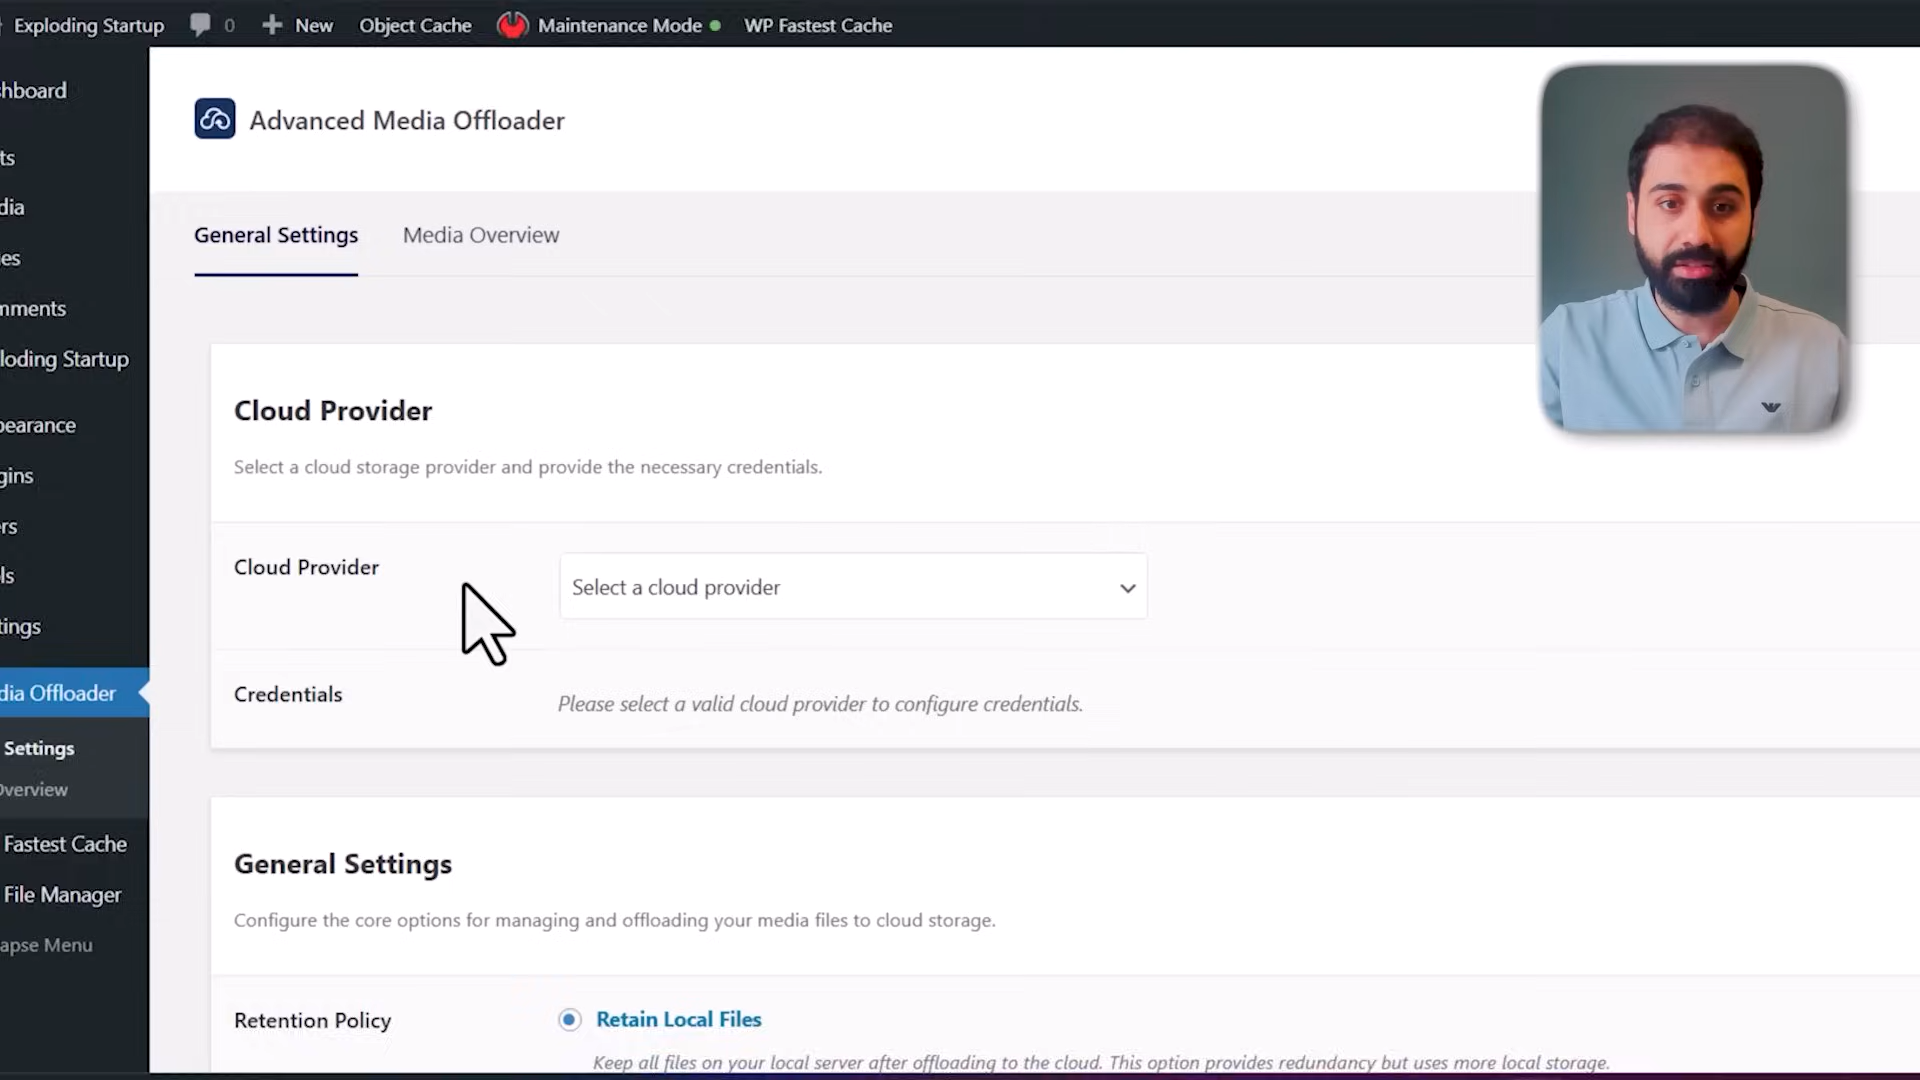 Exploding Startup 0 New Object Cache Maintenance Mode WP Fastest Cache
hboard
ts
dia
es
mments
loding Startup
pearance
gins
ers
ls
tings
dia Offloader
Settings
Overview
Fastest Cache
File Manager
apse Menu
Advanced Media Offloader
General Settings Media Overview
Cloud Provider
Select a cloud storage provider and provide the necessary credentials.
Cloud Provider Select a cloud provider
Credentials Please select a valid cloud provider to configure credentials.
General Settings
Configure the core options for managing and offloading your media files to cloud storage.
Retention Policy Retain Local Files
Keep all files on your local server after offloading to the cloud. This option provides redundancy but uses more local storage.